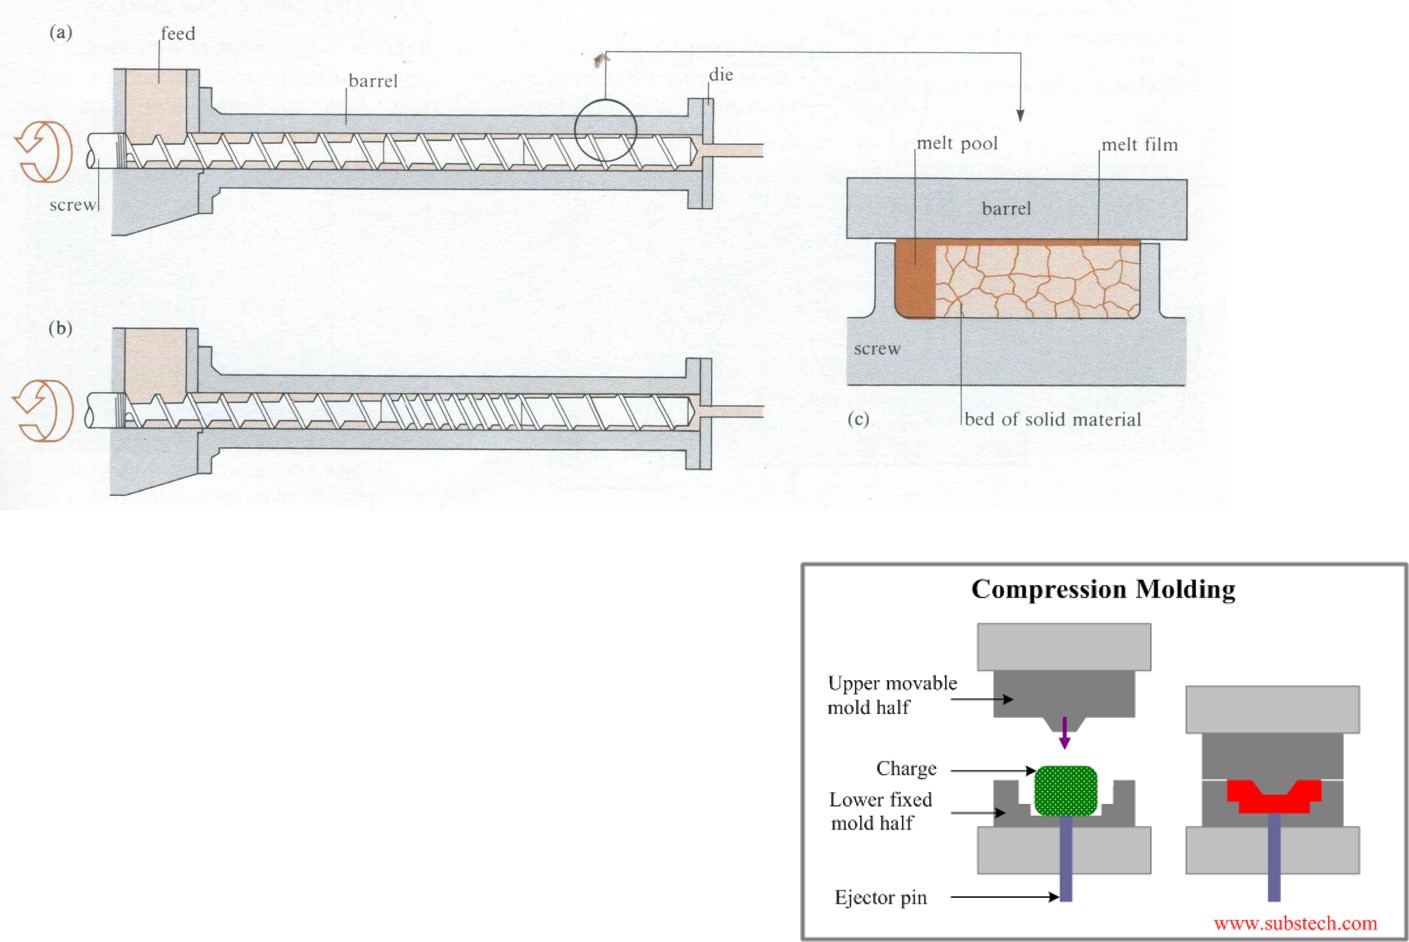 (a)
feed
barrel
die
screw
melt pool
melt film
barrel
screw
(c)
bed of solid material
(b)
Compression Molding
Upper movable
mold half
Charge
Lower fixed
mold half
Ejector pin
www.substech.com